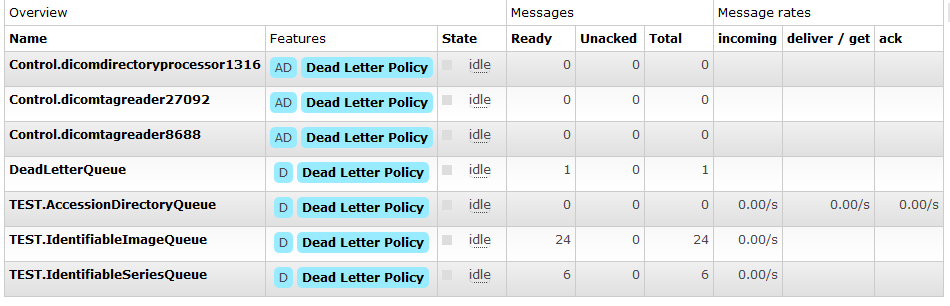 Overview Messages Message rates
Name Features State Ready Unacked Total incoming deliver / get ack
Control.dicomdirectoryprocessor1316 AD Dead Letter Policy idle 0 0 0
Control.dicomtagreader27092 AD Dead Letter Policy idle 0 0 0
Control.dicomtagreader8688 AD Dead Letter Policy idle 0 0 0
DeadLetterQueue D Dead Letter Policy idle 1 0 1
TEST.AccessionDirectoryQueue D Dead Letter Policy idle 0 0 0 0.00/s 0.00/s 0.00/s
TEST.IdentifiableImageQueue D Dead Letter Policy idle 24 0 24 0.00/s
TEST.IdentifiableSeriesQueue D Dead Letter Policy idle 6 0 6 0.00/s